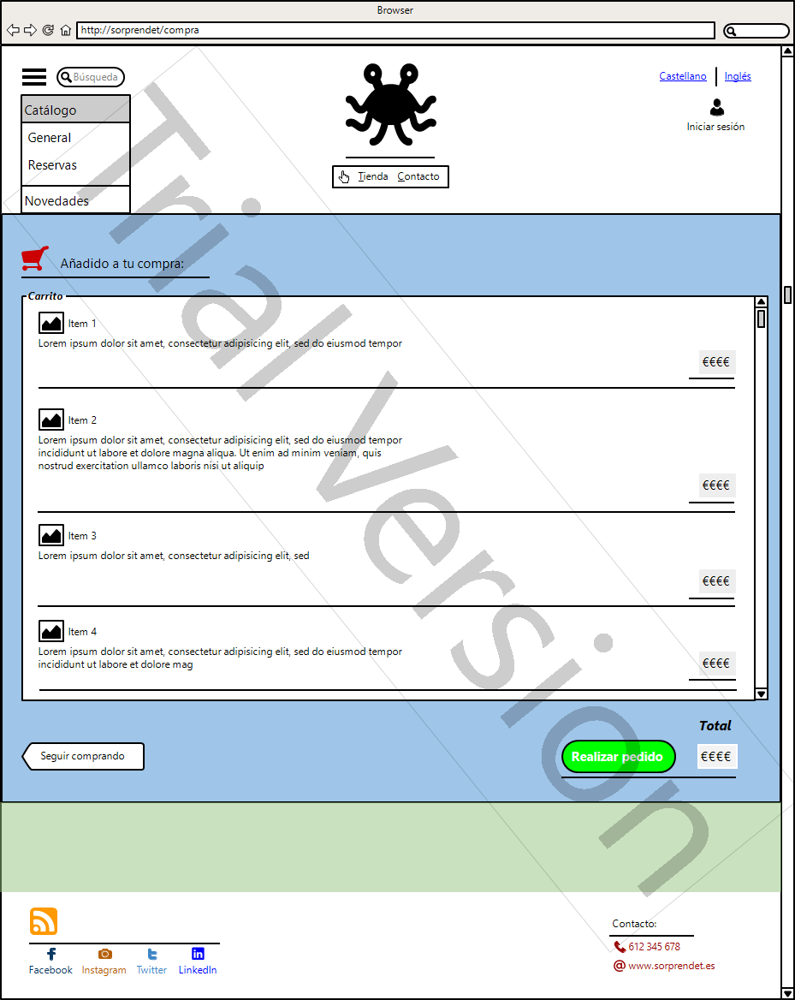 Browser
http://sorprendet/compra
Búsqueda
Castellano
Inglés
Catálogo
Iniciar sesión
General
Reservas
Tienda Contacto
Novedades
Añadido a tu compra:
Carrito
Item 1
Lorem ipsum dolor sit amet, consectetur adipisicing elit, sed do eiusmod tempor
€€€€
Item 2
Lorem ipsum dolor sit amet, consectetur adipisicing elit, sed do eiusmod tempor
incididunt ut labore et dolore magna aliqua. Ut enim ad minim veniam, quis
nostrud exercitation ullamco laboris nisi ut aliquip
€€€€
Item 3
Lorem ipsum dolor sit amet, consectetur adipisicing elit, sed
€€€€
Item 4
Lorem ipsum dolor sit amet, consectetur adipisicing elit, sed do eiusmod tempor
incididunt ut labore et dolore mag
€€€€
Total
Seguir comprando
Realizar pedido
€€€€
Contacto:
612 345 678
Facebook Instagram Twitter LinkedIn
www.sorprendet.es
Trial Version